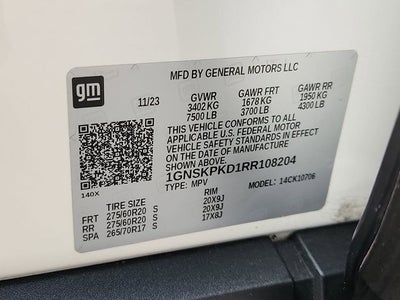 gm
MFD BY GENERAL MOTORS LLC
11/23 GVWR GAWR FRT GAWR RR
3402 KG 1678 KG 1950 KG
7500 LB 3700 LB 4300 LB
THIS VEHICLE CONFORMS TO ALL
APPLICABLE U.S. FEDERAL MOTOR
VEHICLE SAFETY STANDARDS IN EFFECT
ON THE DATE OF MANUFACTURE
SHOWN ABOVE.
1GNSKPKD1RR108204
TYPE: MPV MODEL: 14CK10706
140X
TIRE SIZE RIM
FRT 275/60R20 S 20X9J
RR 275/60R20 S 20X9J
SPA 265/70R17 S 17X8J